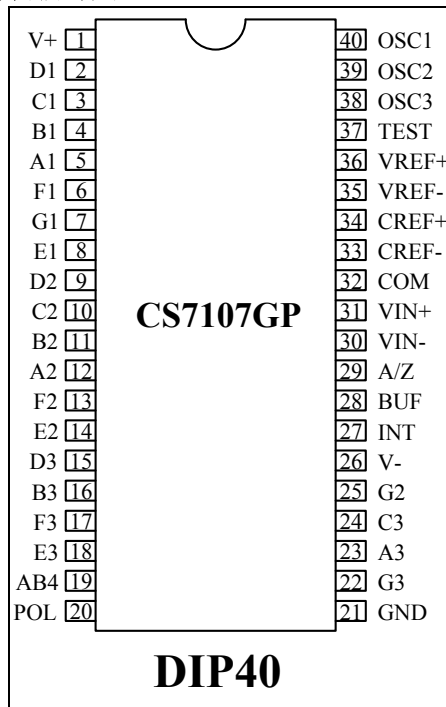 V+ 1 40 OSC1
D1 2 39 OSC2
C1 3 38 OSC3
B1 4 37 TEST
A1 5 36 VREF+
F1 6 35 VREF-
G1 7 34 CREF+
E1 8 33 CREF-
D2 9 32 COM
C2 10 CS7107GP 31 VIN+
B2 11 30 VIN-
A2 12 29 A/Z
F2 13 28 BUF
E2 14 27 INT
D3 15 26 V-
B3 16 25 G2
F3 17 24 C3
E3 18 23 A3
AB4 19 22 G3
POL 20 21 GND
DIP40